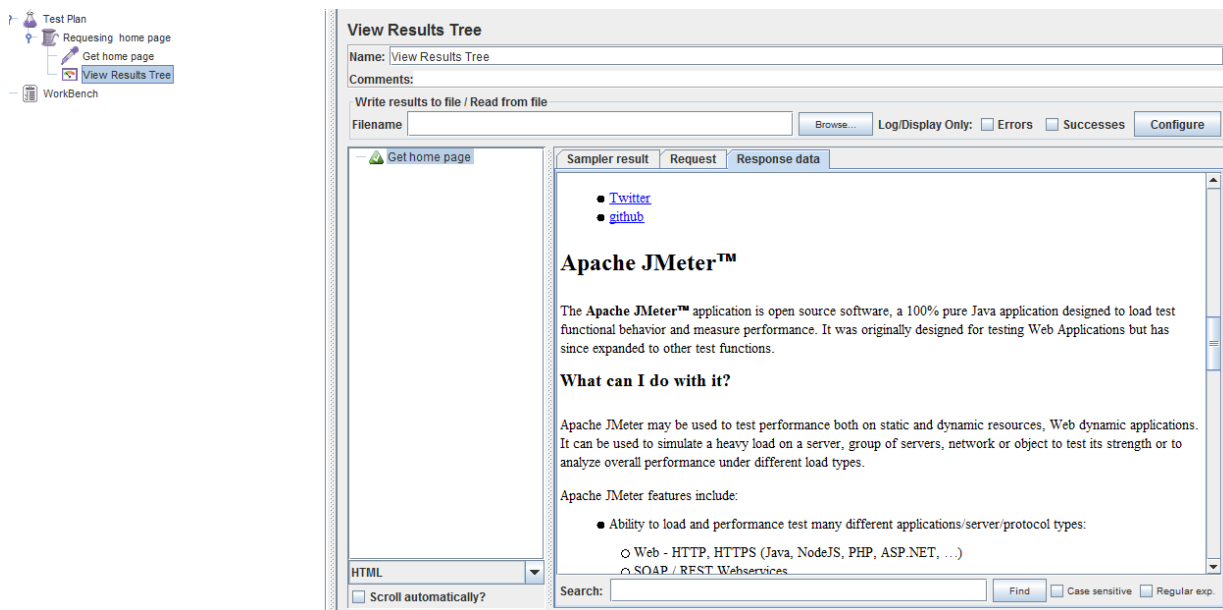 Test Plan
Requesing home page
Get home page
View Results Tree
WorkBench
View Results Tree
Name: View Results Tree
Comments:
Write results to file / Read from file
Filename Browse... Log/Display Only: Errors Successes Configure
Get home page
Sampler result Request Response data
Twitter
github
Apache JMeter™
The Apache JMeter™ application is open source software, a 100% pure Java application designed to load test
functional behavior and measure performance. It was originally designed for testing Web Applications but has
since expanded to other test functions.
What can I do with it?
Apache JMeter may be used to test performance both on static and dynamic resources, Web dynamic applications.
It can be used to simulate a heavy load on a server, group of servers, network or object to test its strength or to
analyze overall performance under different load types.
Apache JMeter features include:
Ability to load and performance test many different applications/server/protocol types:
Web - HTTP, HTTPS (Java, NodeJS, PHP, ASP.NET, …)
SOAP / REST Webservices
HTML
Scroll automatically?
Search: Find Case sensitive Regular exp.